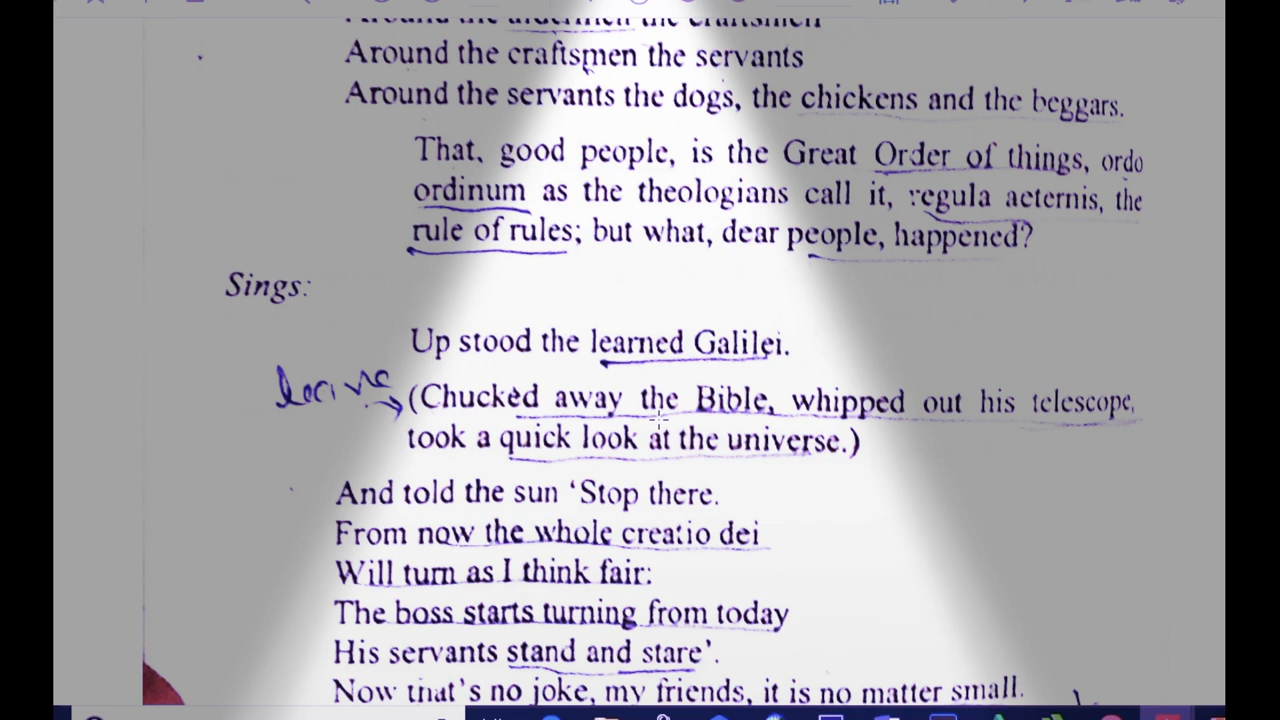 Around the aldermen the craftsmen
Around the craftsmen the servants
Around the servants the dogs, the chickens and the beggars.
That, good people, is the Great Order of things, ordo
ordinum as the theologians call it, regula aeternis, the
rule of rules; but what, dear people, happened?
Sings:
Up stood the learned Galilei.
(Chucked away the Bible, whipped out his telescope,
took a quick look at the universe.)
And told the sun ‘Stop there.
From now the whole creatio dei
Will turn as I think fair:
The boss starts turning from today
His servants stand and stare’.
Now that's no joke, my friends, it is no matter small.